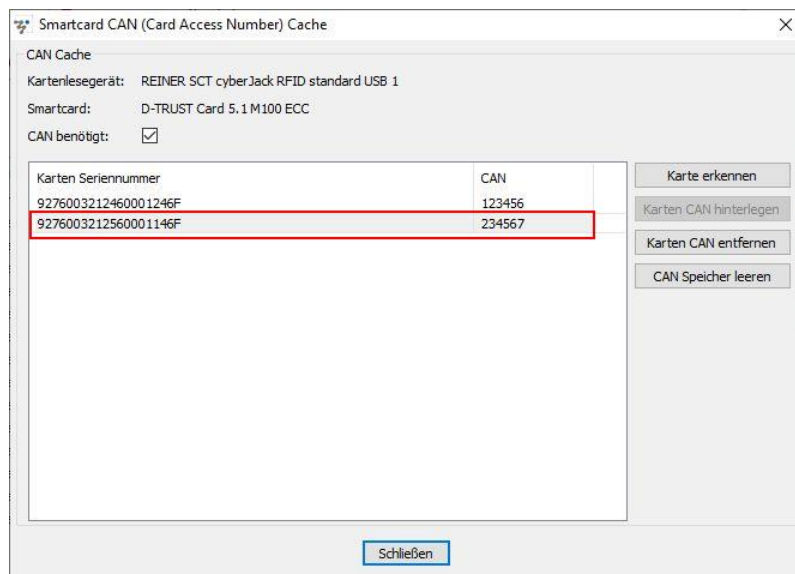 Smartcard CAN (Card Access Number) Cache
CAN Cache
Kartenlesegerät: REINER SCT cyberJack RFID standard USB 1
Smartcard: D-TRUST Card 5.1 M100 ECC
CAN benötigt:
Karten Seriennummer CAN
9276003212460001246F 123456
9276003212560001146F 234567
Karte erkennen
Karten CAN hinterlegen
Karten CAN entfernen
CAN Speicher leeren
Schließen